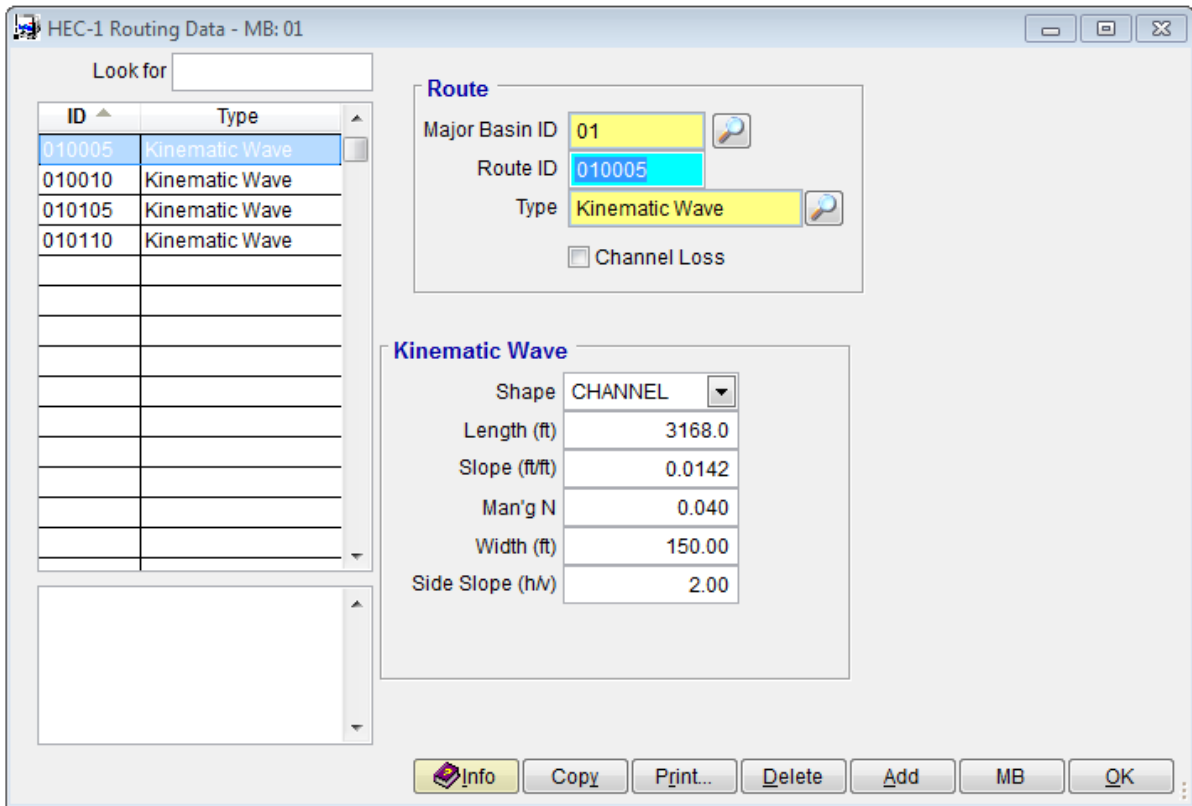 HEC-1 Routing Data - MB: 01
Look for
ID Type
010005 Kinematic Wave
010010 Kinematic Wave
010105 Kinematic Wave
010110 Kinematic Wave
Route
Major Basin ID 01
Route ID 010005
Type Kinematic Wave
Channel Loss
Kinematic Wave
Shape CHANNEL
Length (ft) 3168.0
Slope (ft/ft) 0.0142
Man'g N 0.040
Width (ft) 150.00
Side Slope (h/v) 2.00
Info Copy Print... Delete Add MB OK